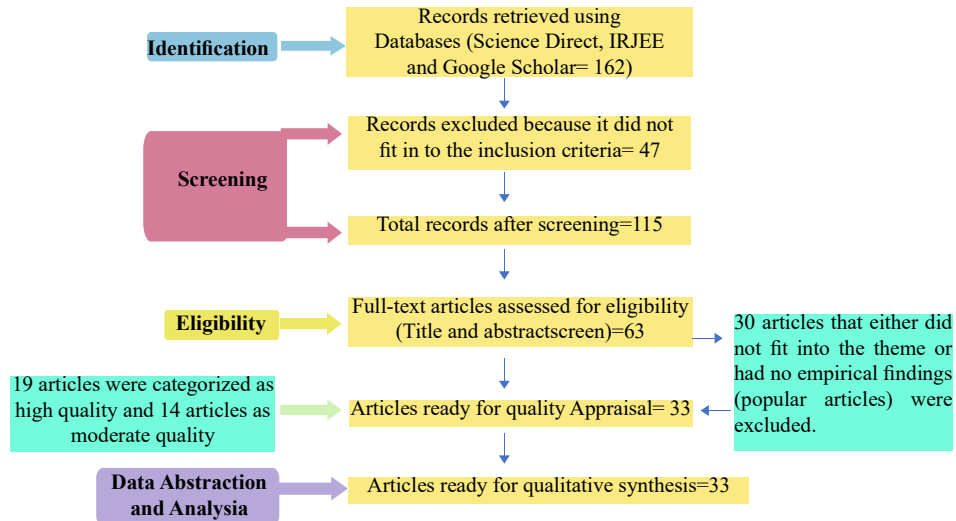 Identification
Records retrieved using
Databases (Science Direct, IRJEE
and Google Scholar= 162)
Screening
Records excluded because it did not
fit in to the inclusion criteria= 47
Total records after screening=115
Eligibility
Full-text articles assessed for eligibility
(Title and abstractscreen)=63
30 articles that either did
not fit into the theme or
had no empirical findings
(popular articles) were
excluded.
19 articles were categorized as
high quality and 14 articles as
moderate quality
Articles ready for quality Appraisal= 33
Data Abstraction
and Analysia
Articles ready for qualitative synthesis=33